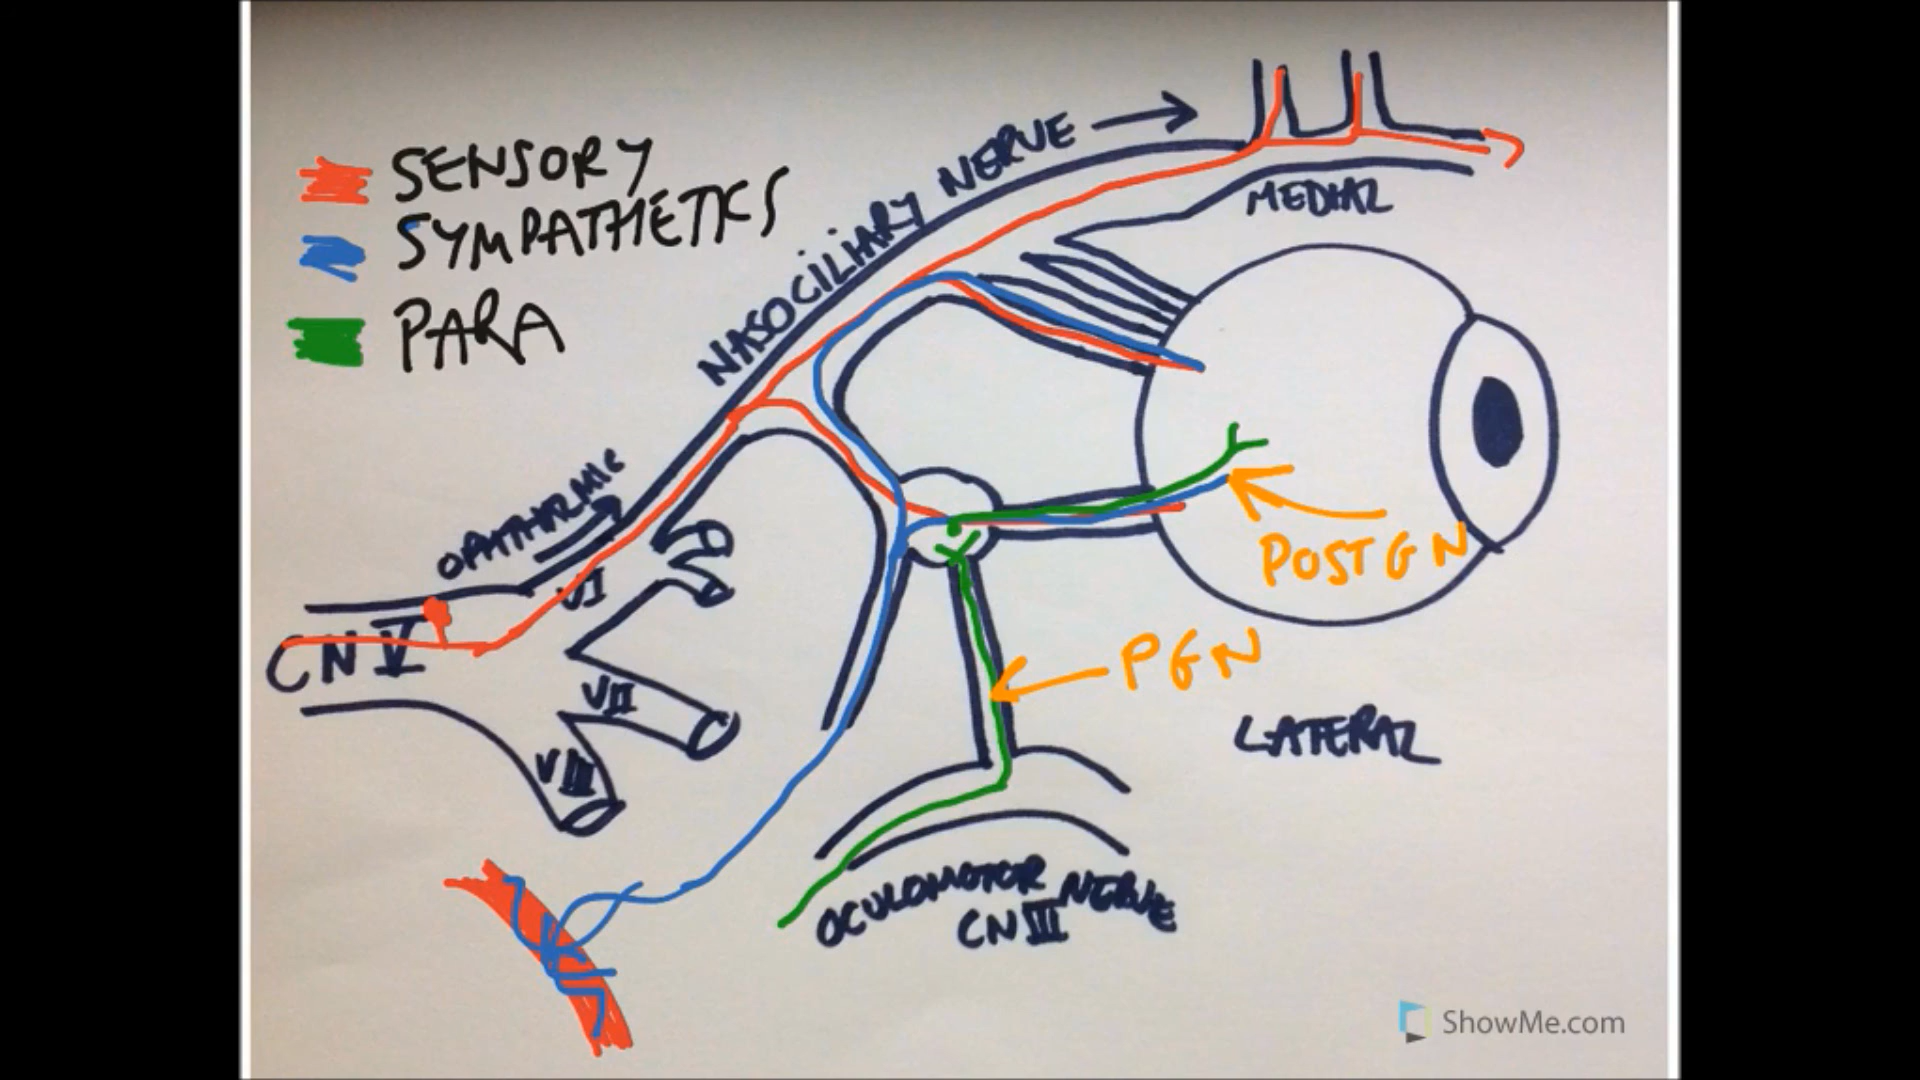 SENSORY
SYMPATHETICS
PARA
NASOCILIARY NERVE
MEDIAL
OPATHALMIC
CN V
VI
VII
VIII
POST G N
PGN
LATERAL
OCULOMOTOR NERVE
CN III
ShowMe.com